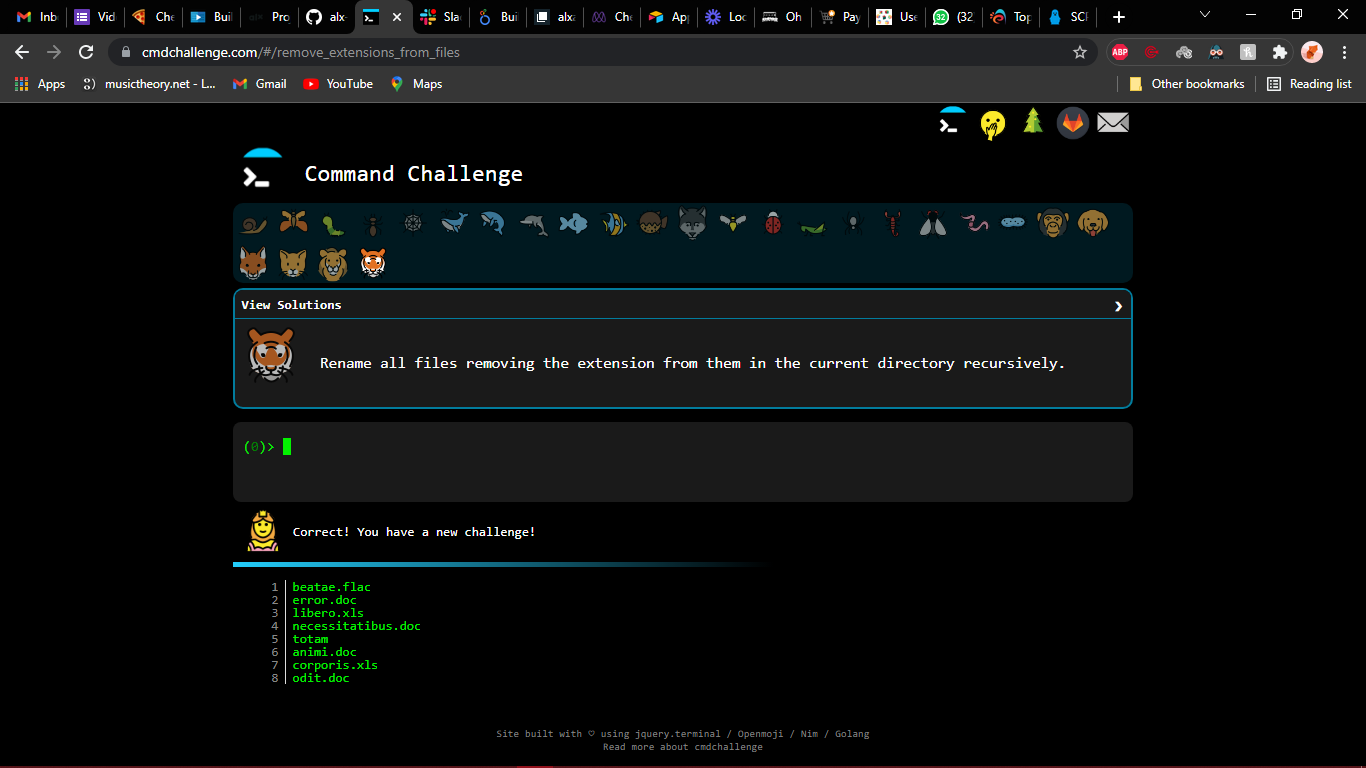 Inb
Vid
Che
Buil
Pro
alx-
Sla
Bui
alxa
Che
App
Loc
Oh
Pay
Use
(32
Top
SCI
cmdchallenge.com/#/remove_extensions_from_files
ABP
Apps
musictheory.net - L...
Gmail
YouTube
Maps
Other bookmarks
Reading list
Command Challenge
View Solutions
Rename all files removing the extension from them in the current directory recursively.
(0)>
Correct! You have a new challenge!
1 beatae.flac
2 error.doc
3 libero.xls
4 necessitatibus.doc
5 totam
6 animi.doc
7 corporis.xls
8 odit.doc
Site built with ♡ using jquery.terminal / Openmoji / Nim / Golang
Read more about cmdchallenge